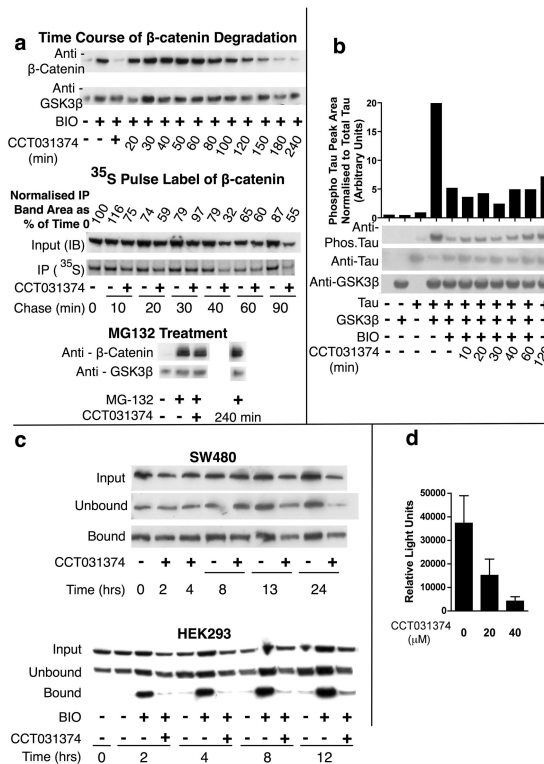 a
Time Course of β-catenin Degradation
Anti -
β-Catenin
Anti -
GSK3β
BIO - + + + + + + + + + + + + +
CCT031374 - - + 20 30 40 50 60 80 100 120 150 180 240
(min)
35S Pulse Label of β-catenin
Normalised IP
Band Area as
% of Time 0
100 116 75 74 59 79 97 79 32 65 60 87 55
Input (IB)
IP ( 35S)
CCT031374 - - + - + - + - + - + - +
Chase (min) 0 10 20 30 40 60 90
MG132 Treatment
Anti - β-Catenin
Anti - GSK3β
MG-132 - + + +
CCT031374 - - + 240 min
b
Phospho Tau Peak Area
Normalised to Total Tau
(Arbitrary Units)
20
15
10
5
0
Anti-
Phos.Tau
Anti-Tau
Anti-GSK3β
Tau - - + + + + + + + +
GSK3β - + - + + + + + + +
BIO - - - - + + + + + +
CCT031374 - - - - - 10 20 30 40 60
(min)
c
SW480
Input
Unbound
Bound
CCT031374 - + + - + - + - +
Time (hrs) 0 2 4 8 13 24
HEK293
Input
Unbound
Bound
BIO - - + + - + + - + + - + +
CCT031374 - - - + - - + - - + - - +
Time (hrs) 0 2 4 8 12
d
Relative Light Units
50000
40000
30000
20000
10000
0
CCT031374
(μM)
0 20 40